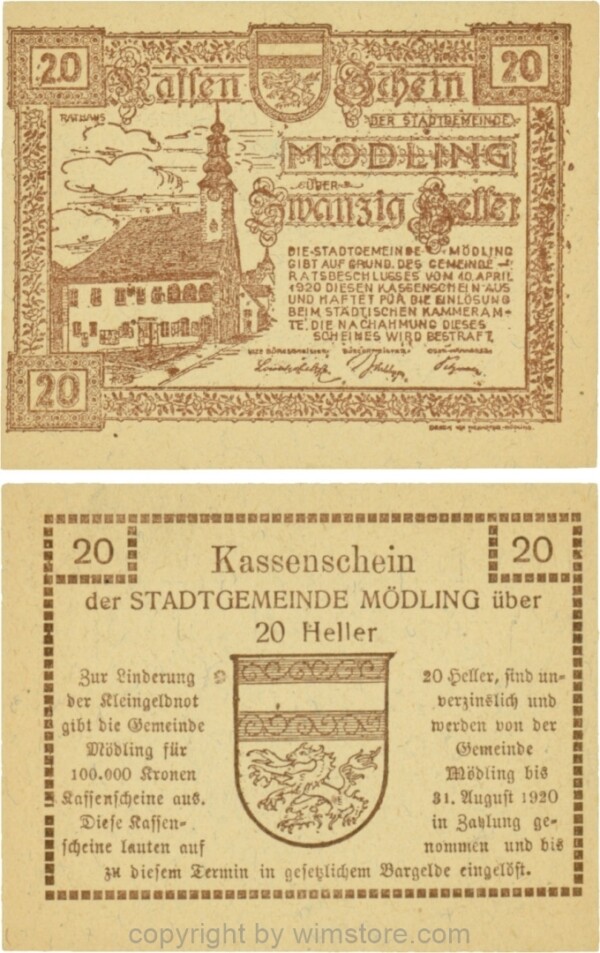 20 Kassen Schein 20
RATHAUS
DER STADTGEMEINDE
MÖDLING
ÜBER
Zwanzig Heller
DIE STADTGEMEINDE MÖDLING
GIBT AUF GRUND DES GEMEINDE-
RATSBESCHLUSSES VOM 10. APRIL
1920 DIESEN KASSENSCHEIN AUS
UND HAFTET FÜR DIE EINLÖSUNG
BEIM STÄDTISCHEN KAMMERAM-
TE. DIE NACHAHMUNG DIESES
SCHEINES WIRD BESTRAFT.
20
20 20
Kassenschein
der STADTGEMEINDE MÖDLING über
20 Heller
Zur Linderung
der Kleingeldnot
gibt die Gemeinde
Mödling für
100.000 Kronen
Kassenscheine aus.
Diese Kassen-
scheine lauten auf
20 Heller, sind un-
verzinslich und
werden von der
Gemeinde
Mödling bis
31. August 1920
in Zahlung ge-
nommen und bis
zu diesem Termin in gesetzlichem Bargelde eingelöst.
copyright by wimstore.com